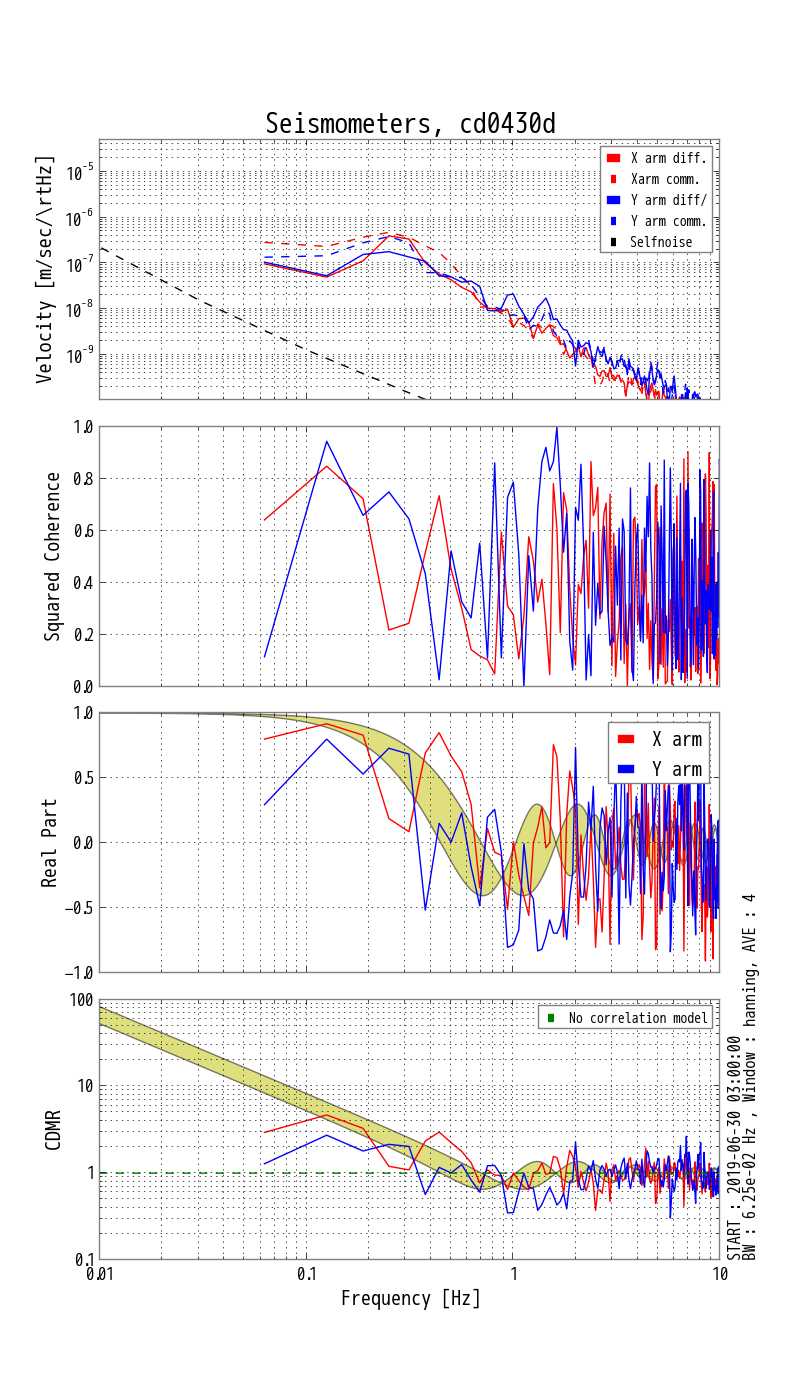 Seismometers, cd0430d
Velocity [m/sec/\rtHz]
10^-5
10^-6
10^-7
10^-8
10^-9
X arm diff.
Xarm comm.
Y arm diff/
Y arm comm.
Selfnoise
Squared Coherence
1.0
0.8
0.6
0.4
0.2
0.0
Real Part
1.0
0.5
0.0
−0.5
−1.0
X arm
Y arm
CDMR
100
10
1
0.1
No correlation model
0.01
0.1
1
10
Frequency [Hz]
START : 2019-06-30 03:00:00
BW : 6.25e-02 Hz , Window : hanning, AVE : 4